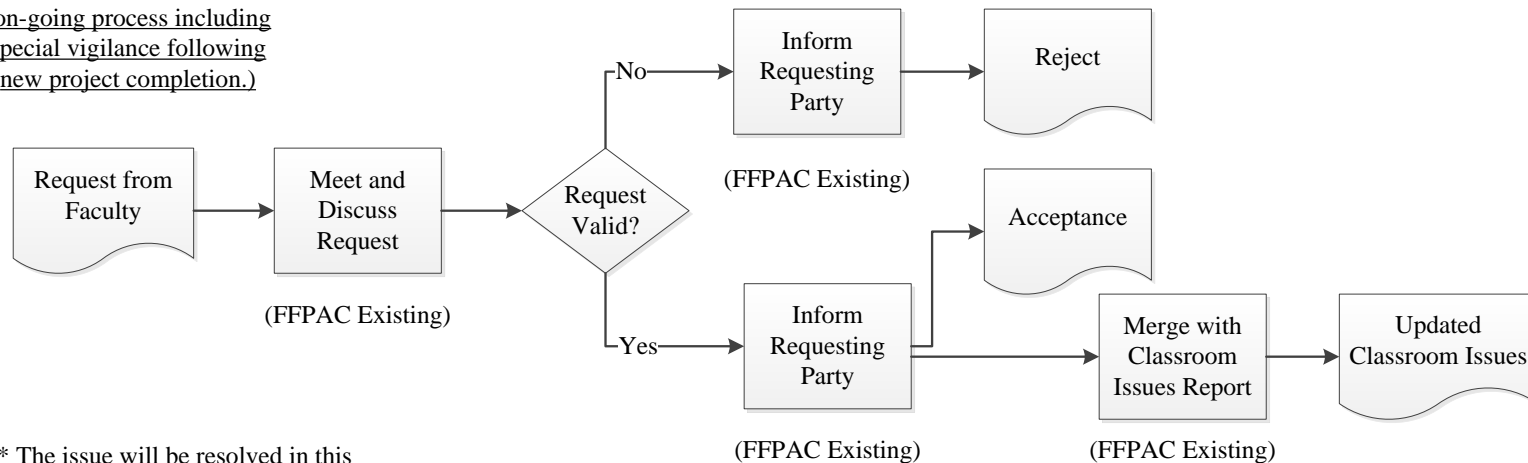 on-going process including
pecial vigilance following
new project completion.)
Request from
Faculty
Meet and
Discuss
Request
(FFPAC Existing)
Request
Valid?
No
Inform
Requesting
Party
(FFPAC Existing)
Reject
Yes
Inform
Requesting
Party
(FFPAC Existing)
Acceptance
Merge with
Classroom
Issues Report
(FFPAC Existing)
Updated
Classroom Issues
* The issue will be resolved in this